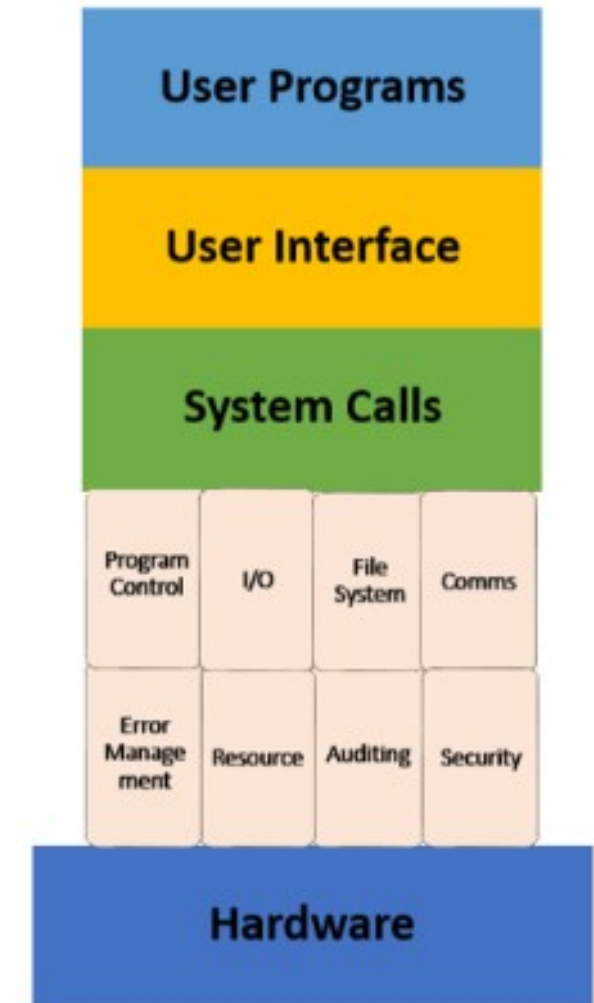 User Programs
User Interface
System Calls
Program
Control
I/O
File
System
Comms
Error
Manage
ment
Resource
Auditing
Security
Hardware